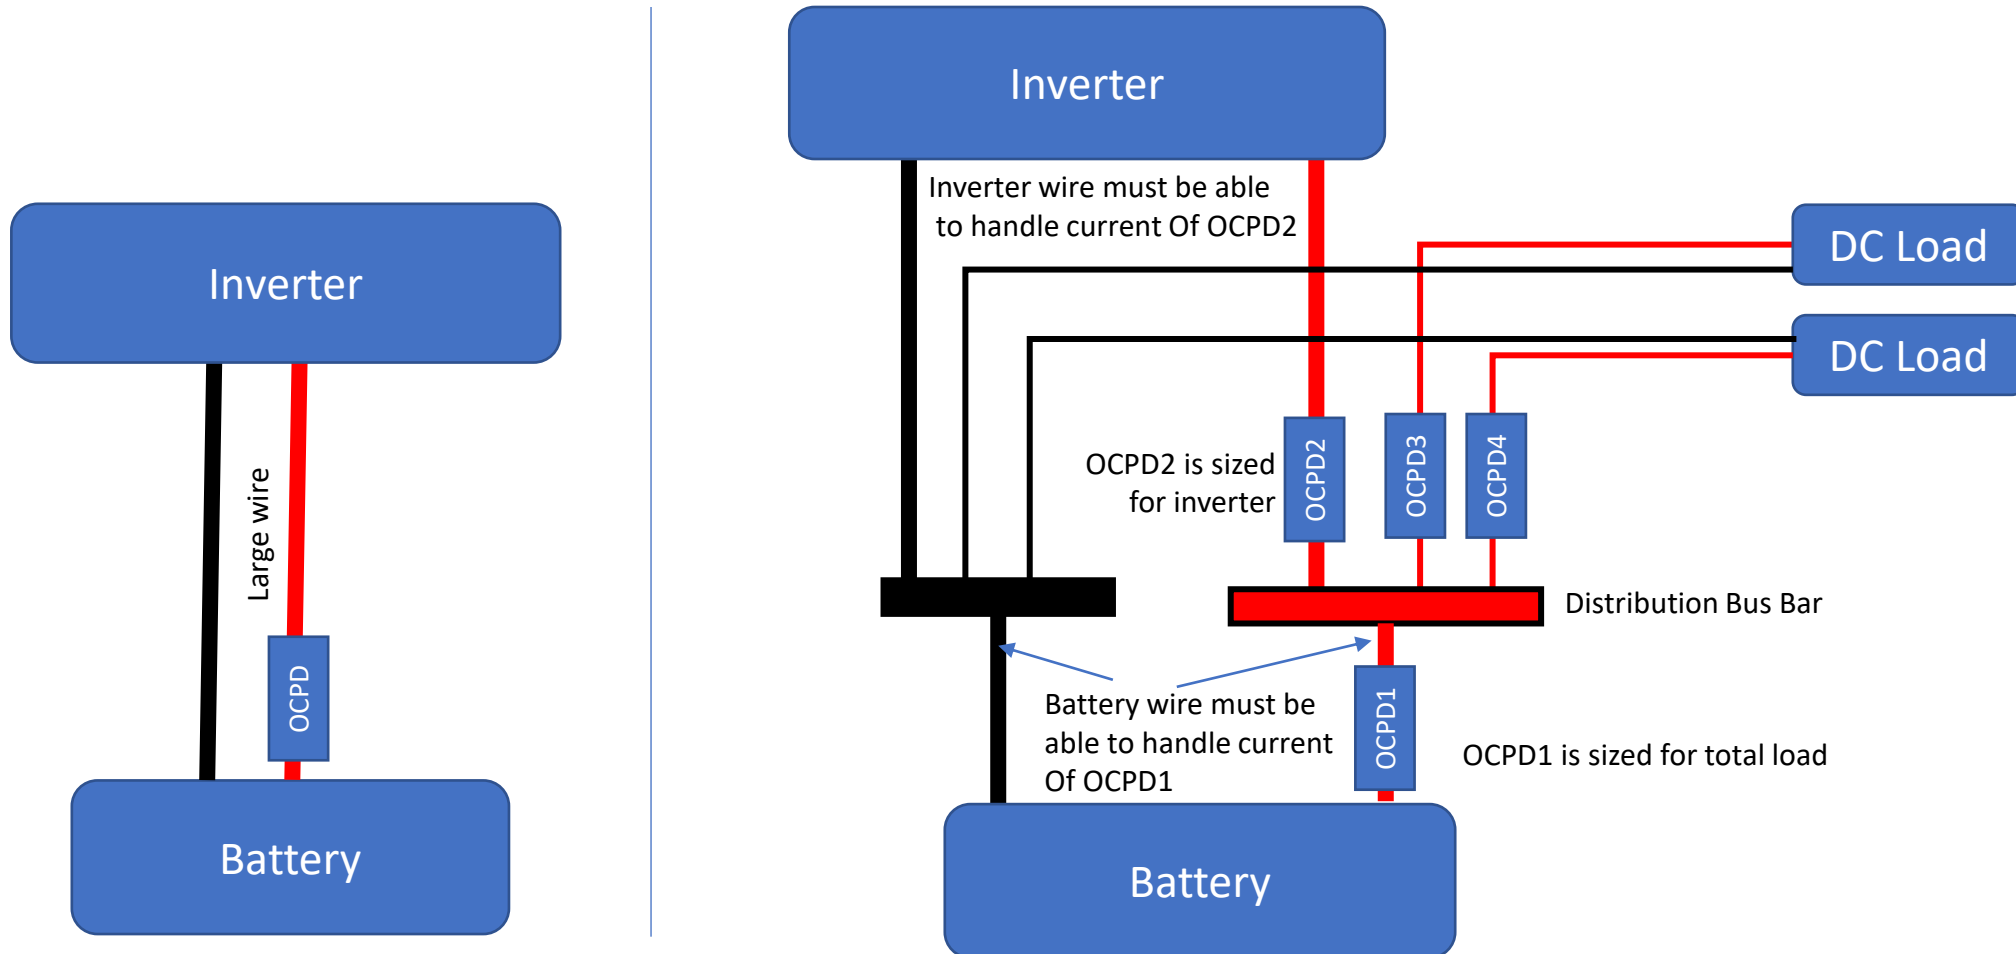 Inverter
Large wire
OCPD
Battery
Inverter
Inverter wire must be able
to handle current Of OCPD2
DC Load
DC Load
OCPD2 is sized
for inverter
OCPD2
OCPD3
OCPD4
Distribution Bus Bar
Battery wire must be
able to handle current
Of OCPD1
OCPD1
OCPD1 is sized for total load
Battery